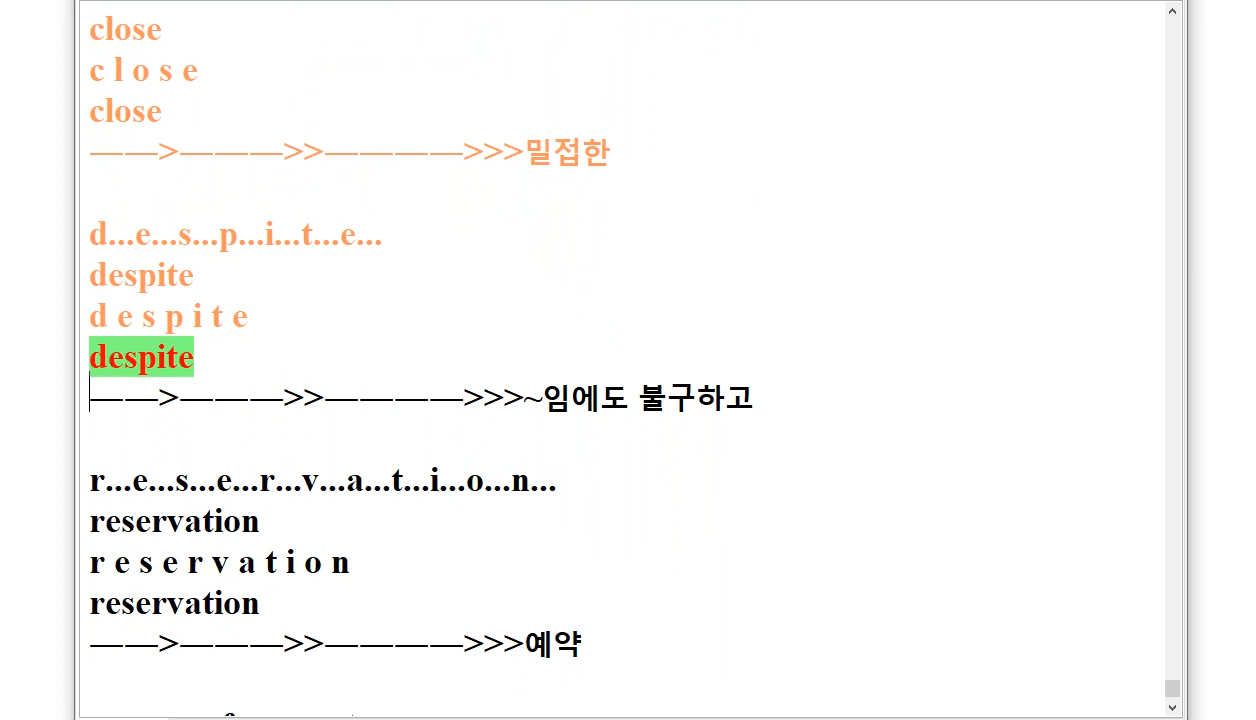 close
c l o s e
close
——>———>>————>>>밀접한
d...e...s...p...i...t...e...
despite
d e s p i t e
despite
——>———>>————>>>~임에도 불구하고
r...e...s...e...r...v...a...t...i...o...n...
reservation
r e s e r v a t i o n
reservation
——>———>>————>>>예약